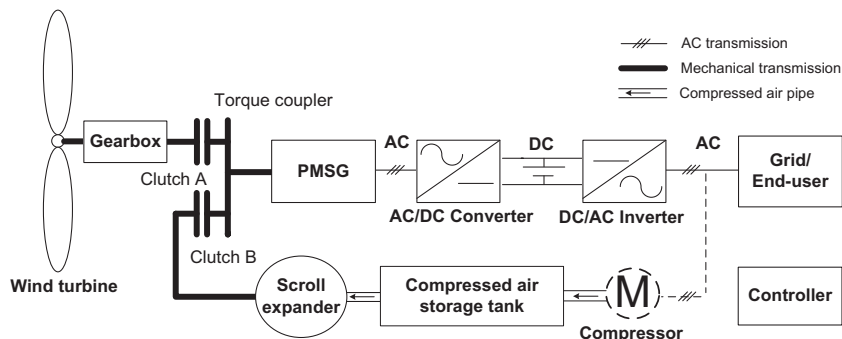 AC transmission
Mechanical transmission
Compressed air pipe
Torque coupler
Gearbox
Clutch A
PMSG
AC
AC/DC Converter
DC
DC/AC Inverter
AC
Grid/
End-user
Clutch B
Wind turbine
Scroll
expander
Compressed air
storage tank
M
Compressor
Controller